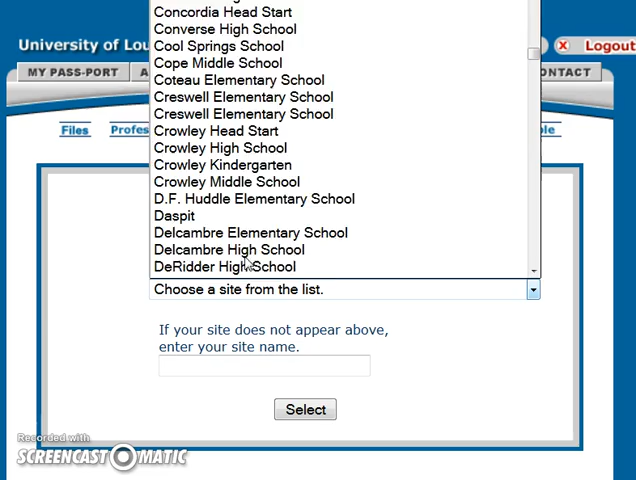 Concordia Head Start
Converse High School
University of Lou
Cool Springs School
Logout
Cope Middle School
MY PASS-PORT
A
Coteau Elementary School
ONTACT
Creswell Elementary School
Creswell Elementary School
Files
Profes
Crowley Head Start
ble
Crowley High School
Crowley Kindergarten
Crowley Middle School
D.F. Huddle Elementary School
Daspit
Delcambre Elementary School
Delcambre High School
DeRidder High School
Choose a site from the list.
If your site does not appear above,
enter your site name.
Select
Recorded with
SCREENCAST-O-MATIC